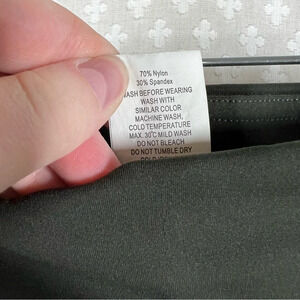 70% Nylon
30% Spandex
ASH BEFORE WEARING
WASH WITH
SIMILAR COLOR
MACHINE WASH,
COLD TEMPERATURE
MAX. 30°C MILD WASH
DO NOT BLEACH
DO NOT TUMBLE DRY